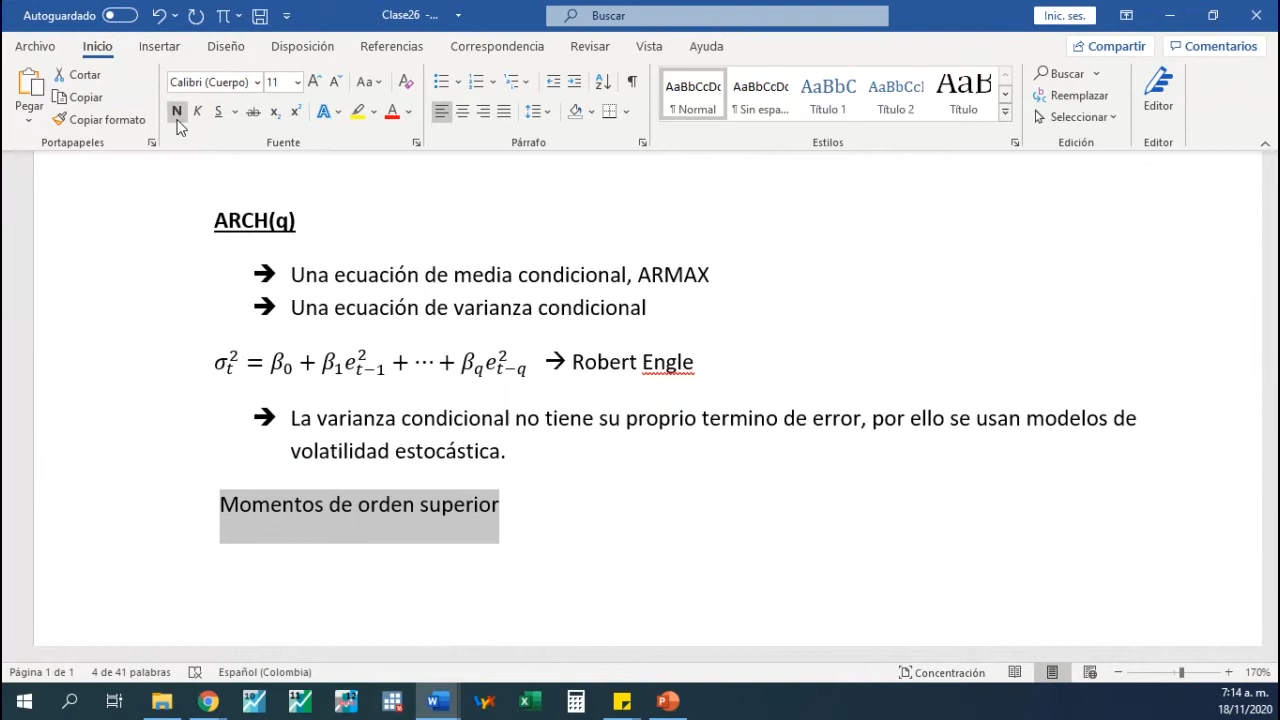 Autoguardado
Clase26 -...
Buscar
Inic. ses.
Archivo Inicio Insertar Diseño Disposición Referencias Correspondencia Revisar Vista Ayuda
Compartir Comentarios
Pegar
Cortar
Copiar
Copiar formato
Portapapeles
Calibri (Cuerpo) 11
N K S ab x₂ x²
Fuente
Párrafo
AaBbCcDc AaBbCcDc AaBbC AaBbCcl AaB
¶ Normal ¶ Sin espa... Título 1 Título 2 Título
Estilos
Buscar
Reemplazar
Seleccionar
Edición
Editor
Editor
ARCH(q)
➔ Una ecuación de media condicional, ARMAX
➔ Una ecuación de varianza condicional
σ²ₜ = β₀ + β₁e²ₜ₋₁ + ⋯ + β_q e²_{t−q} → Robert Engle
➔ La varianza condicional no tiene su proprio termino de error, por ello se usan modelos de
volatilidad estocástica.
Momentos de orden superior
Página 1 de 1 4 de 41 palabras Español (Colombia) Concentración 170%
7:14 a. m.
18/11/2020